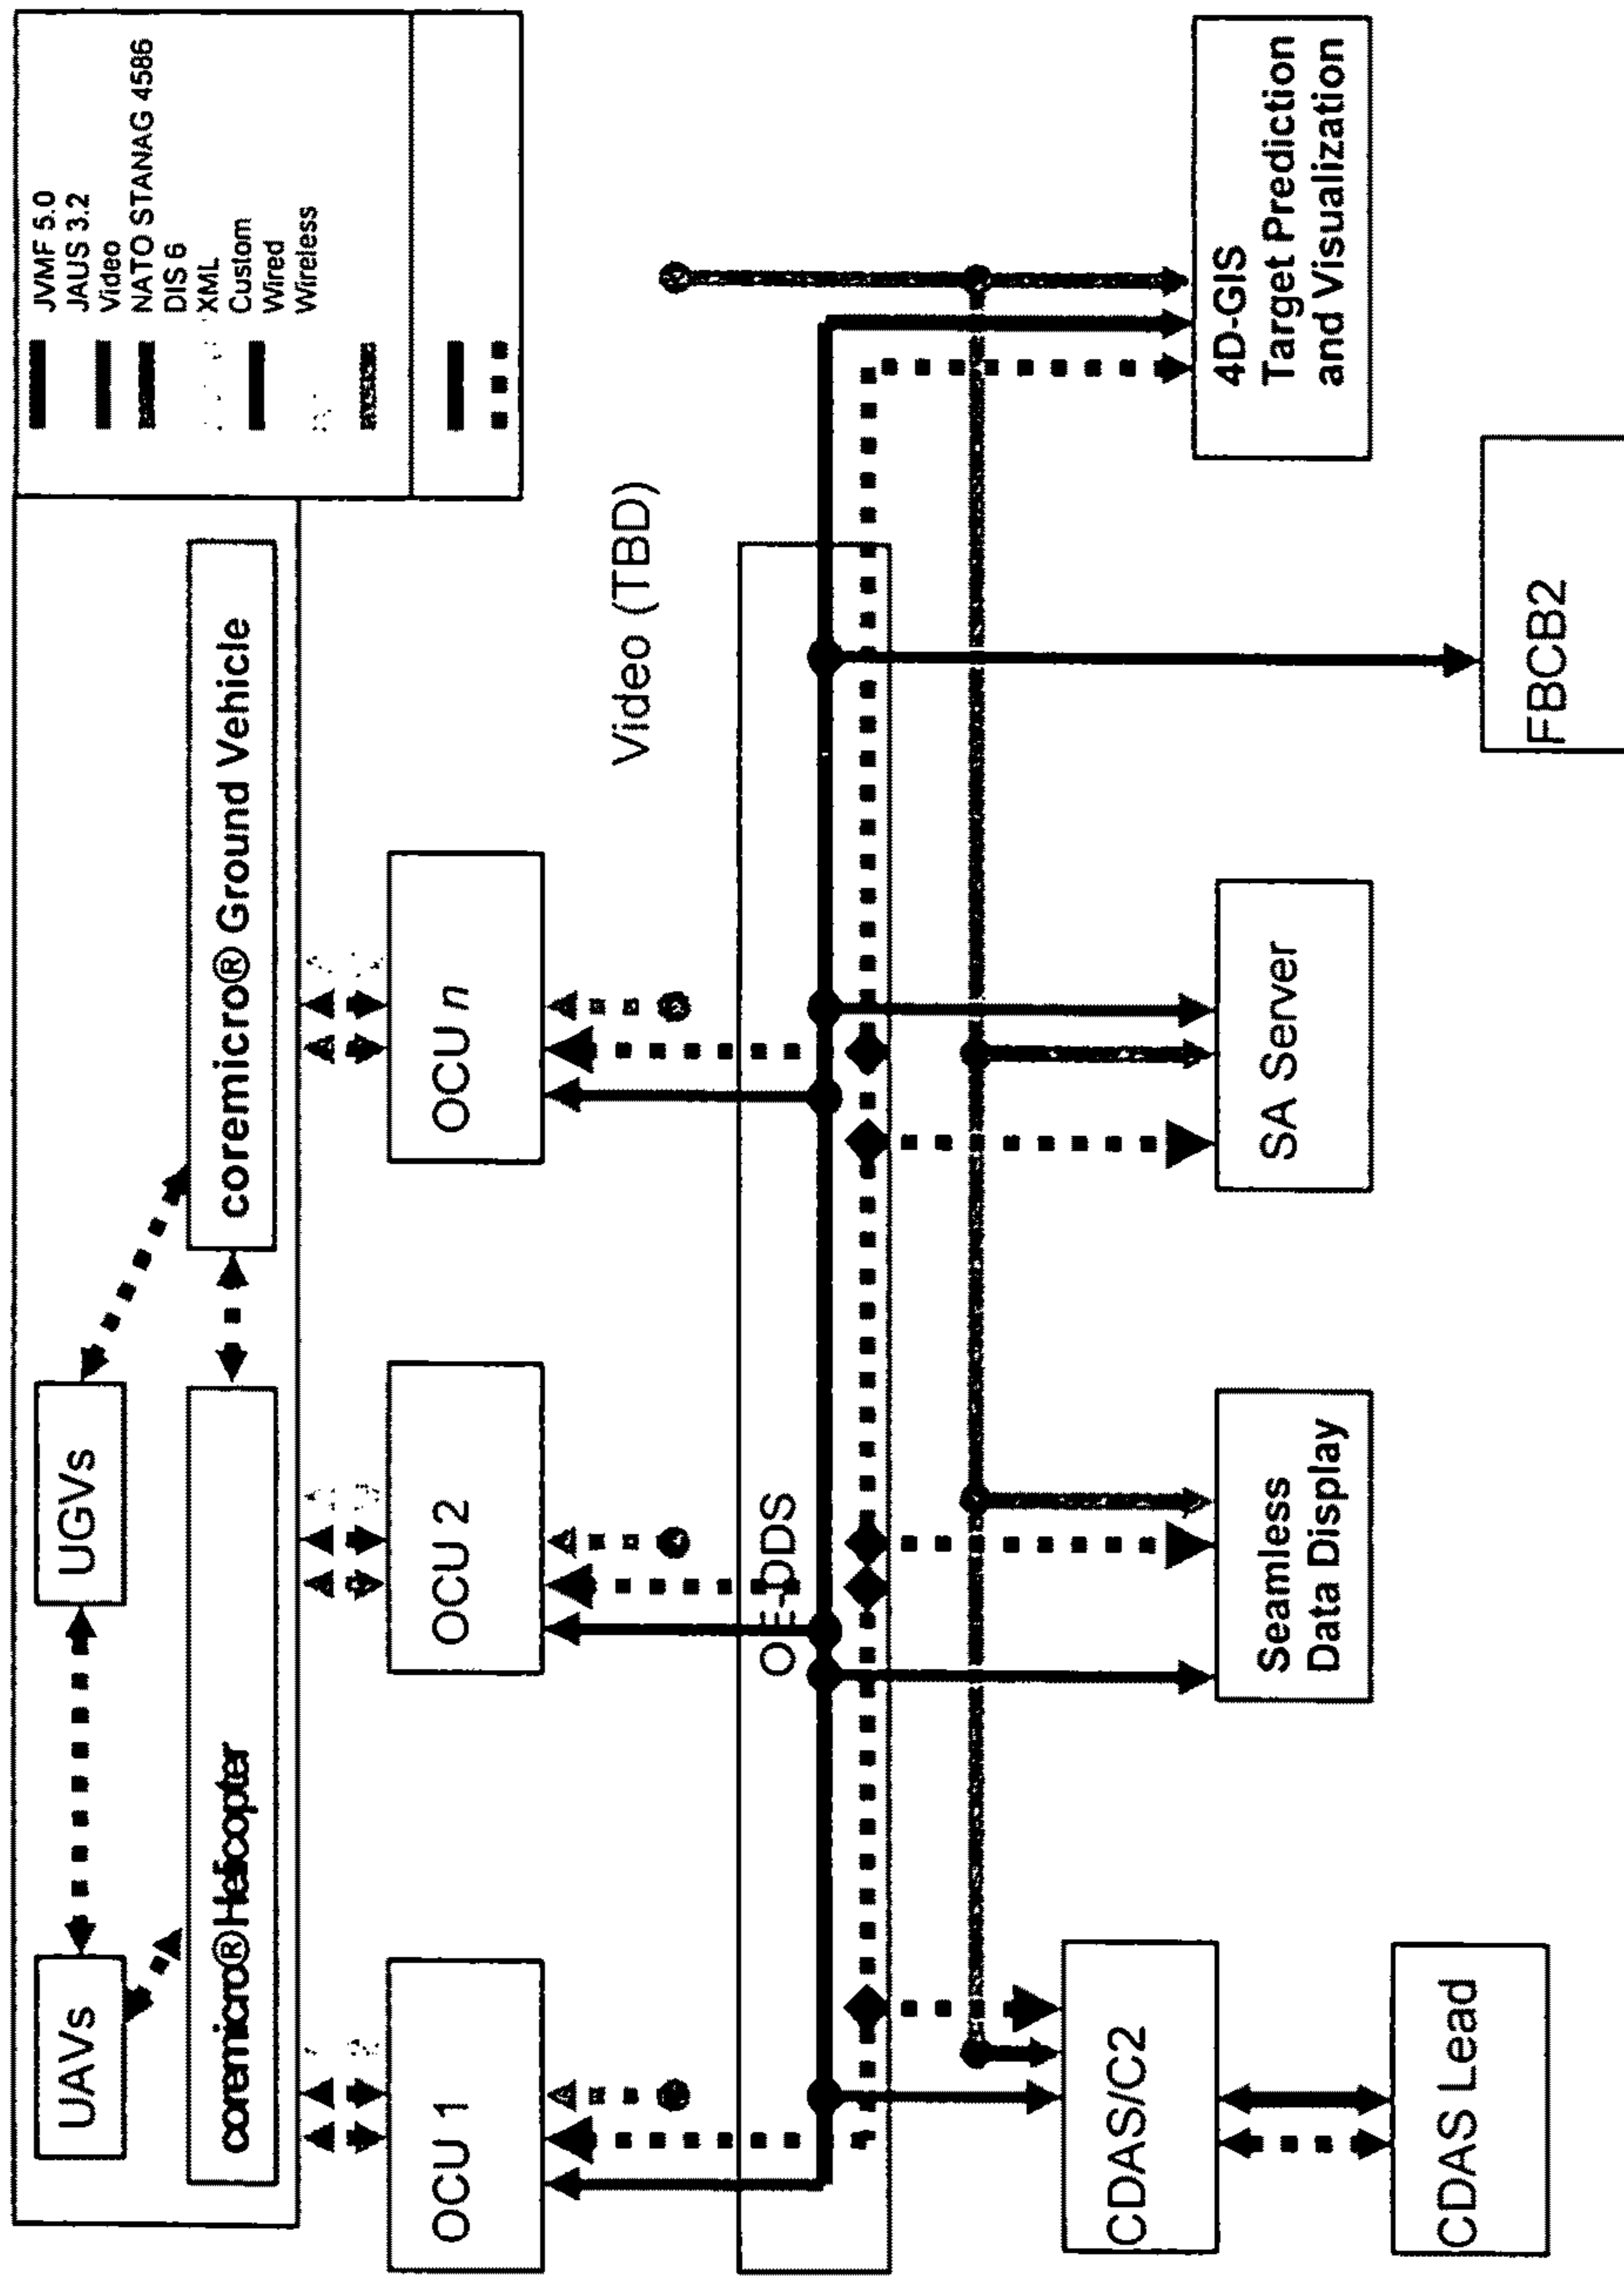 JVMF 5.0
JAUS 3.2
Video
NATO STANAG 4586
DIS 6
XML
Custom
Wired
Wireless
UAVs
UGVs
coremicro®Helicopter
coremicro® Ground Vehicle
OCU 1
OCU 2
OCU n
Video (TBD)
OE-DDS
CDAS/C2
Seamless
Data Display
SA Server
4D-GIS
Target Prediction
and Visualization
CDAS Lead
FBCB2